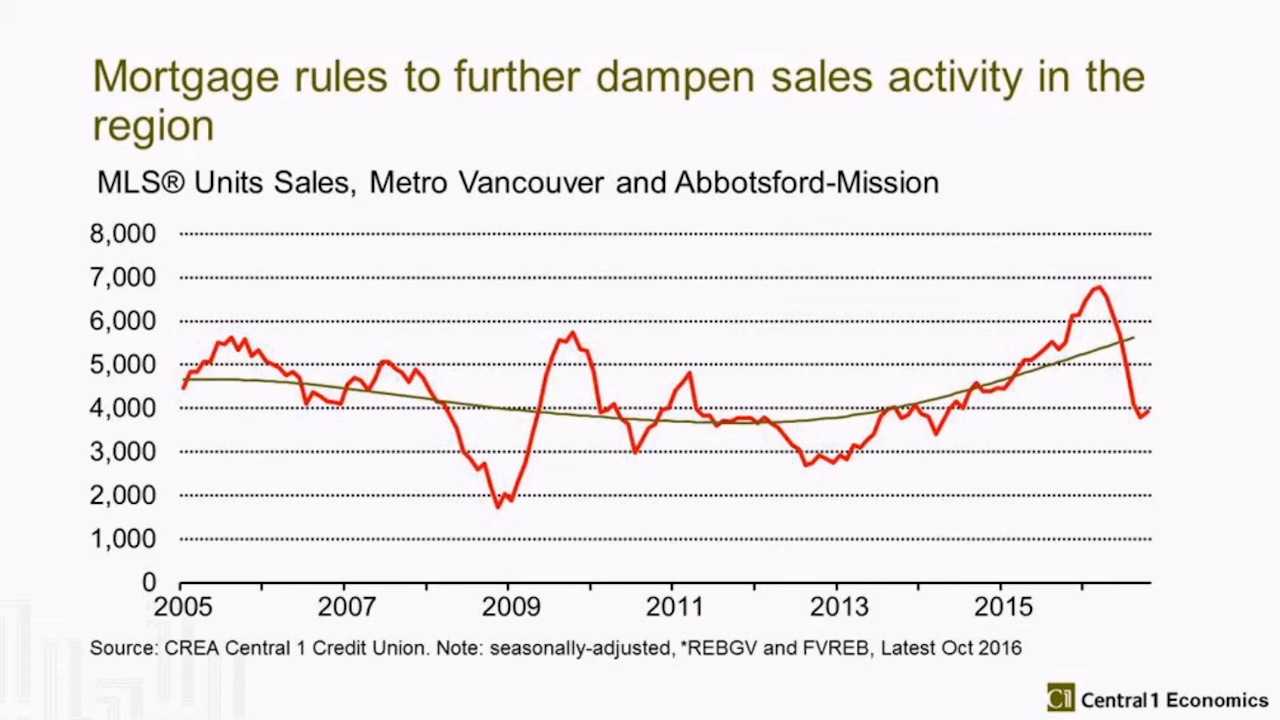 Mortgage rules to further dampen sales activity in the
region
MLS® Units Sales, Metro Vancouver and Abbotsford-Mission
8,000
7,000
6,000
5,000
4,000
3,000
2,000
1,000
0
2005 2007 2009 2011 2013 2015
Source: CREA Central 1 Credit Union. Note: seasonally-adjusted, *REBGV and FVREB, Latest Oct 2016
C1 Central 1 Economics